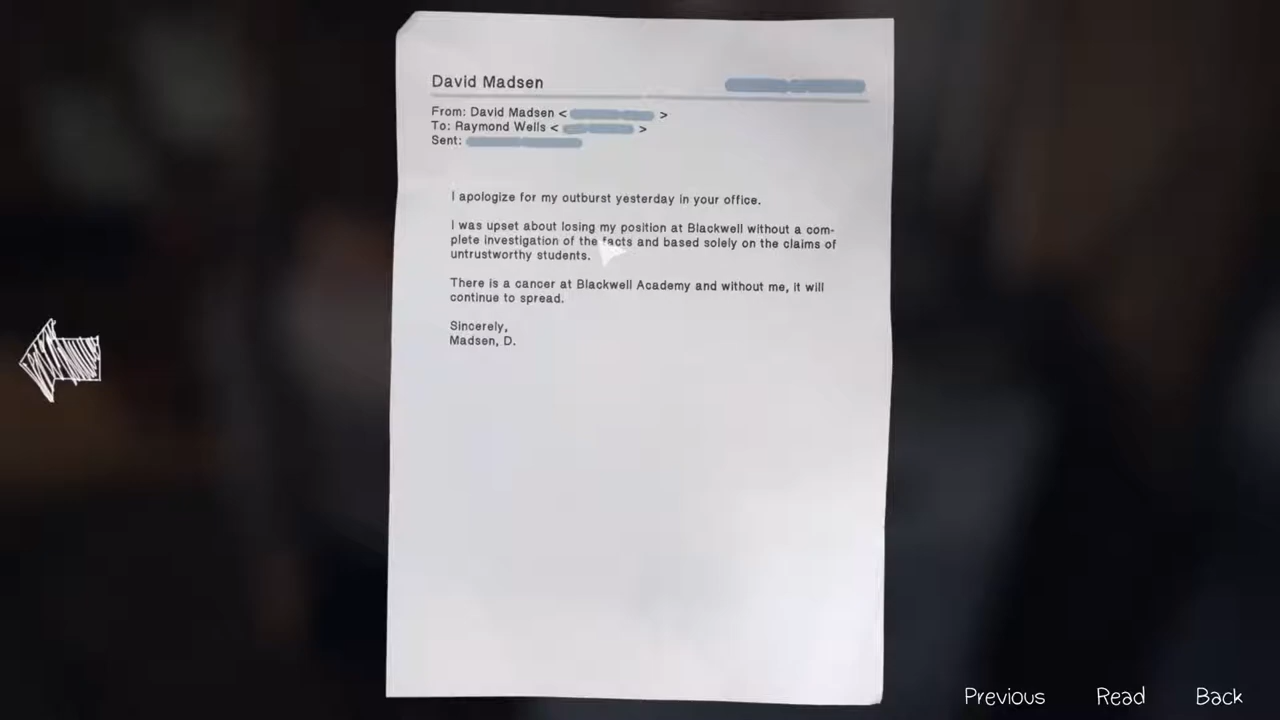 David Madsen
From: David Madsen < >
To: Raymond Wells < >
Sent:
I apologize for my outburst yesterday in your office.
I was upset about losing my position at Blackwell without a com-
plete investigation of the facts and based solely on the claims of
untrustworthy students.
There is a cancer at Blackwell Academy and without me, it will
continue to spread.
Sincerely,
Madsen, D.
Previous Read Back